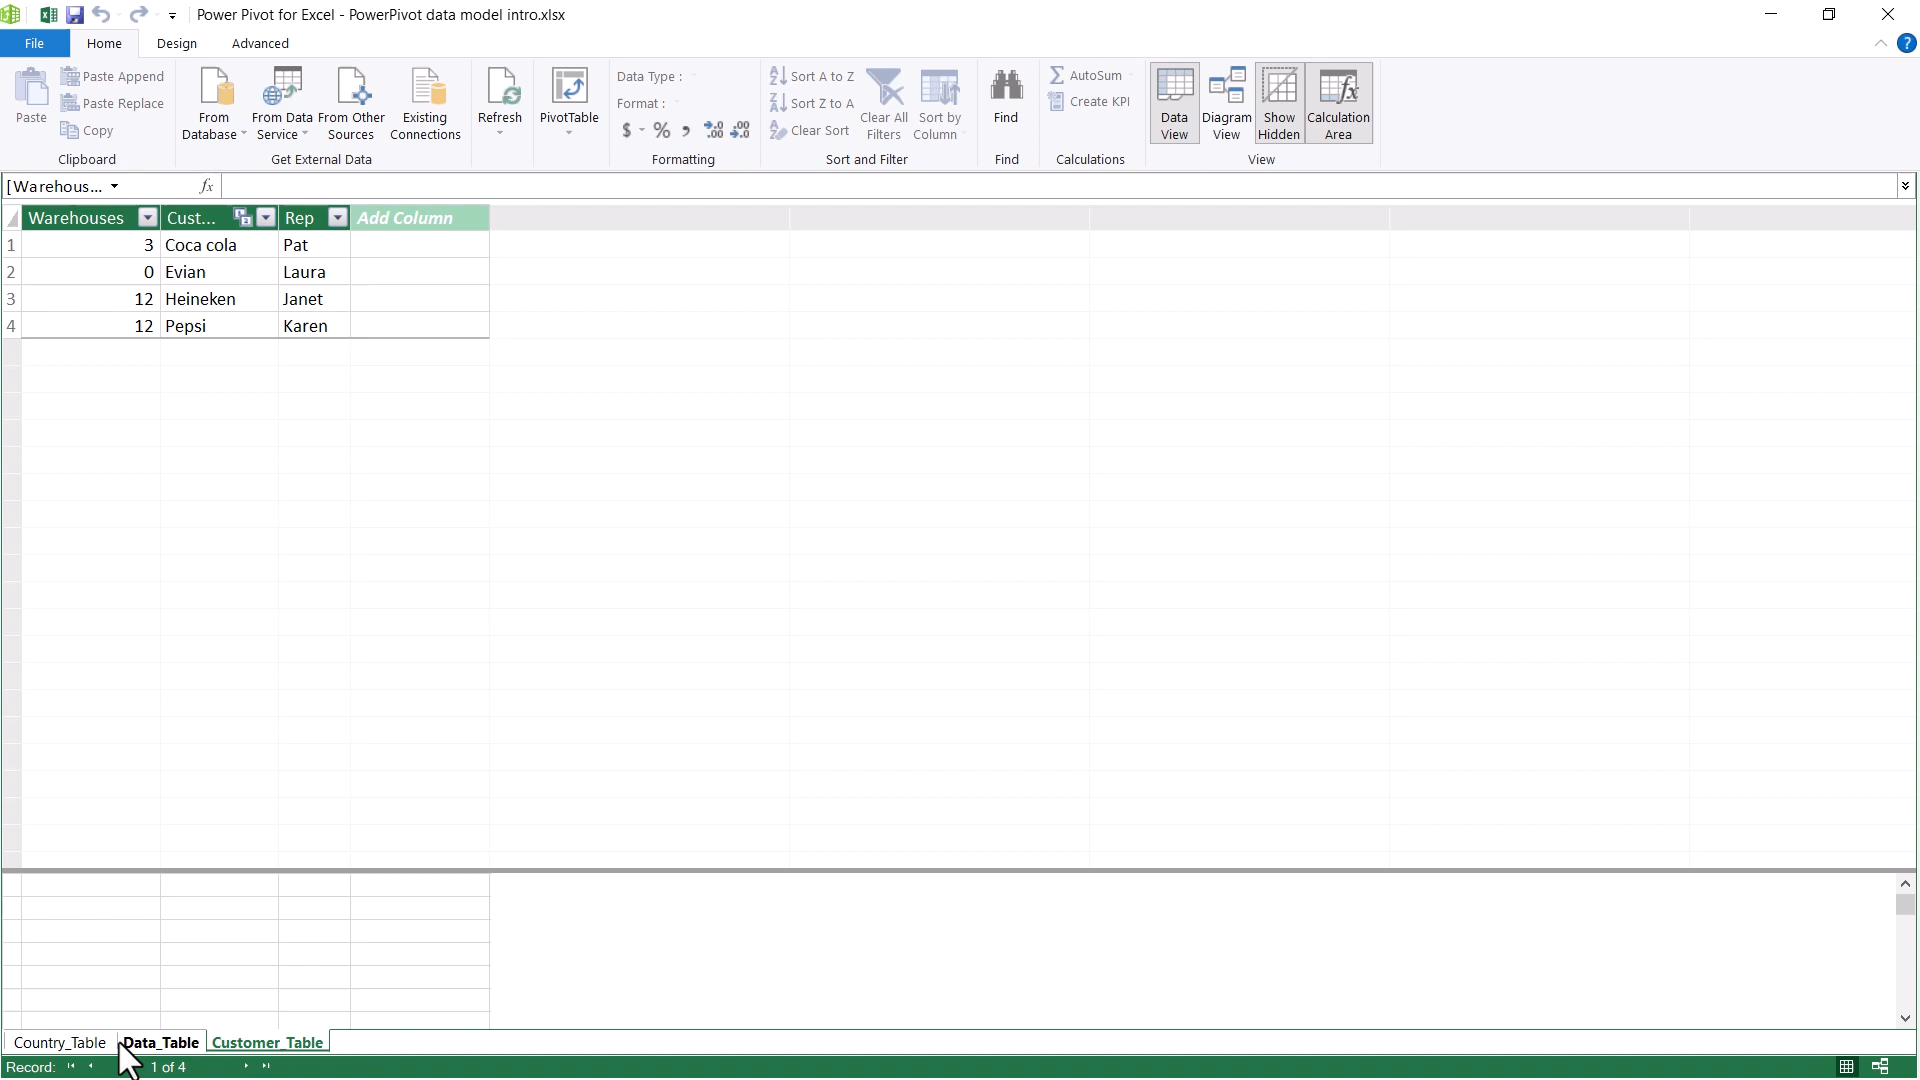 Power Pivot for Excel - PowerPivot data model intro.xlsx
File Home Design Advanced
Paste
Paste Append
Paste Replace
Copy
Clipboard
From Database
From Data Service
From Other Sources
Existing Connections
Get External Data
Refresh
PivotTable
Data Type :
Format :
$ % , .00 .00
Formatting
Sort A to Z
Sort Z to A
Clear Sort
Clear All Filters
Sort by Column
Sort and Filter
Find
Find
AutoSum
Create KPI
Calculations
Data View
Diagram View
Show Hidden
Calculation Area
View
[Warehous... fx
Warehouses Cust... Rep Add Column
1 3 Coca cola Pat
2 0 Evian Laura
3 12 Heineken Janet
4 12 Pepsi Karen
Country_Table Data_Table Customer_Table
Record: 1 of 4